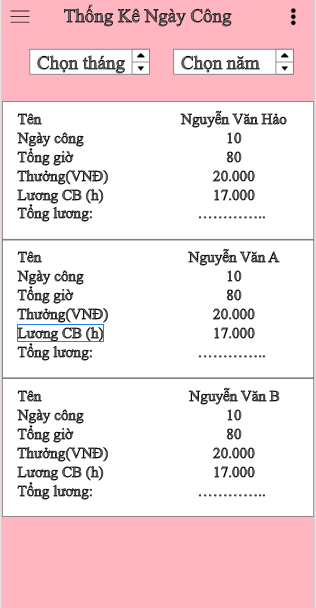 Thống Kê Ngày Công
Chọn tháng Chọn năm
Tên Nguyễn Văn Hảo
Ngày công 10
Tổng giờ 80
Thưởng(VNĐ) 20.000
Lương CB (h) 17.000
Tổng lương: …………..
Tên Nguyễn Văn A
Ngày công 10
Tổng giờ 80
Thưởng(VNĐ) 20.000
Lương CB (h) 17.000
Tổng lương: …………..
Tên Nguyễn Văn B
Ngày công 10
Tổng giờ 80
Thưởng(VNĐ) 20.000
Lương CB (h) 17.000
Tổng lương: …………..